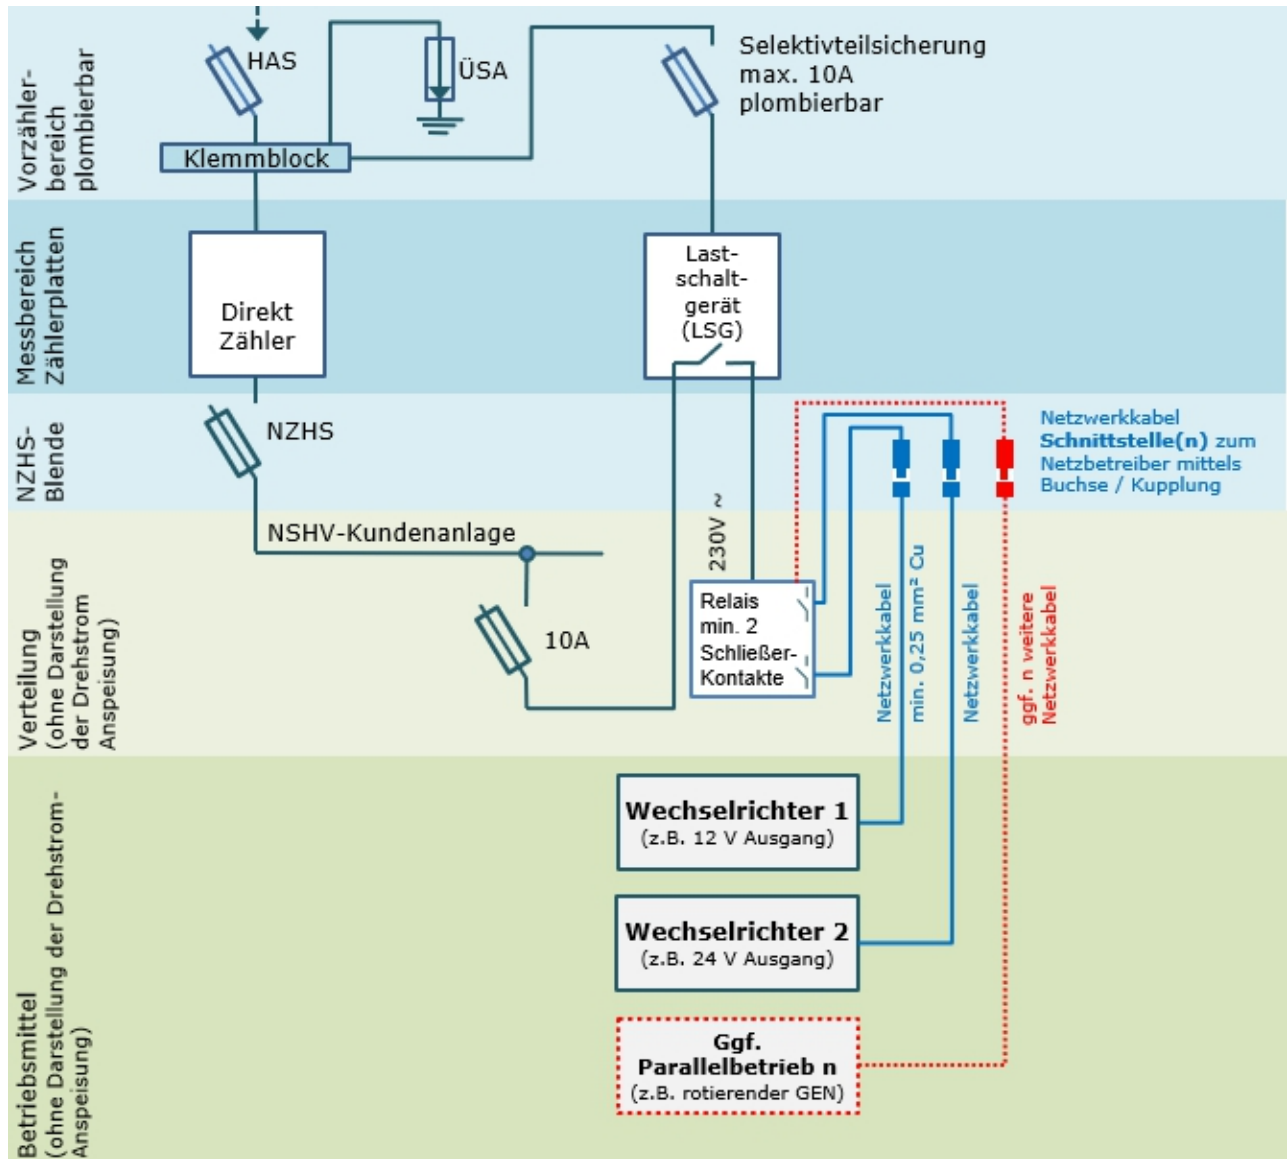 Vorzähler-
bereich
plombierbar
HAS
ÜSA
Selektivteilsicherung
max. 10A
plombierbar
Klemmblock
Messbereich
Zählerplatten
Direkt
Zähler
Last-
schalt-
gerät
(LSG)
NZHS-
Blende
NZHS
Netzwerkkabel
Schnittstelle(n) zum
Netzbetreiber mittels
Buchse / Kupplung
Verteilung
(ohne Darstellung
der Drehstrom
Anspeisung)
NSHV-Kundenanlage
10A
230V ~
Relais
min. 2
Schließer-
Kontakte
Netzwerkkabel
min. 0,25 mm² Cu
Netzwerkkabel
ggf. n weitere
Netzwerkkabel
Betriebsmittel
(ohne Darstellung der Drehstrom-
Anspeisung)
Wechselrichter 1
(z.B. 12 V Ausgang)
Wechselrichter 2
(z.B. 24 V Ausgang)
Ggf.
Parallelbetrieb n
(z.B. rotierender GEN)